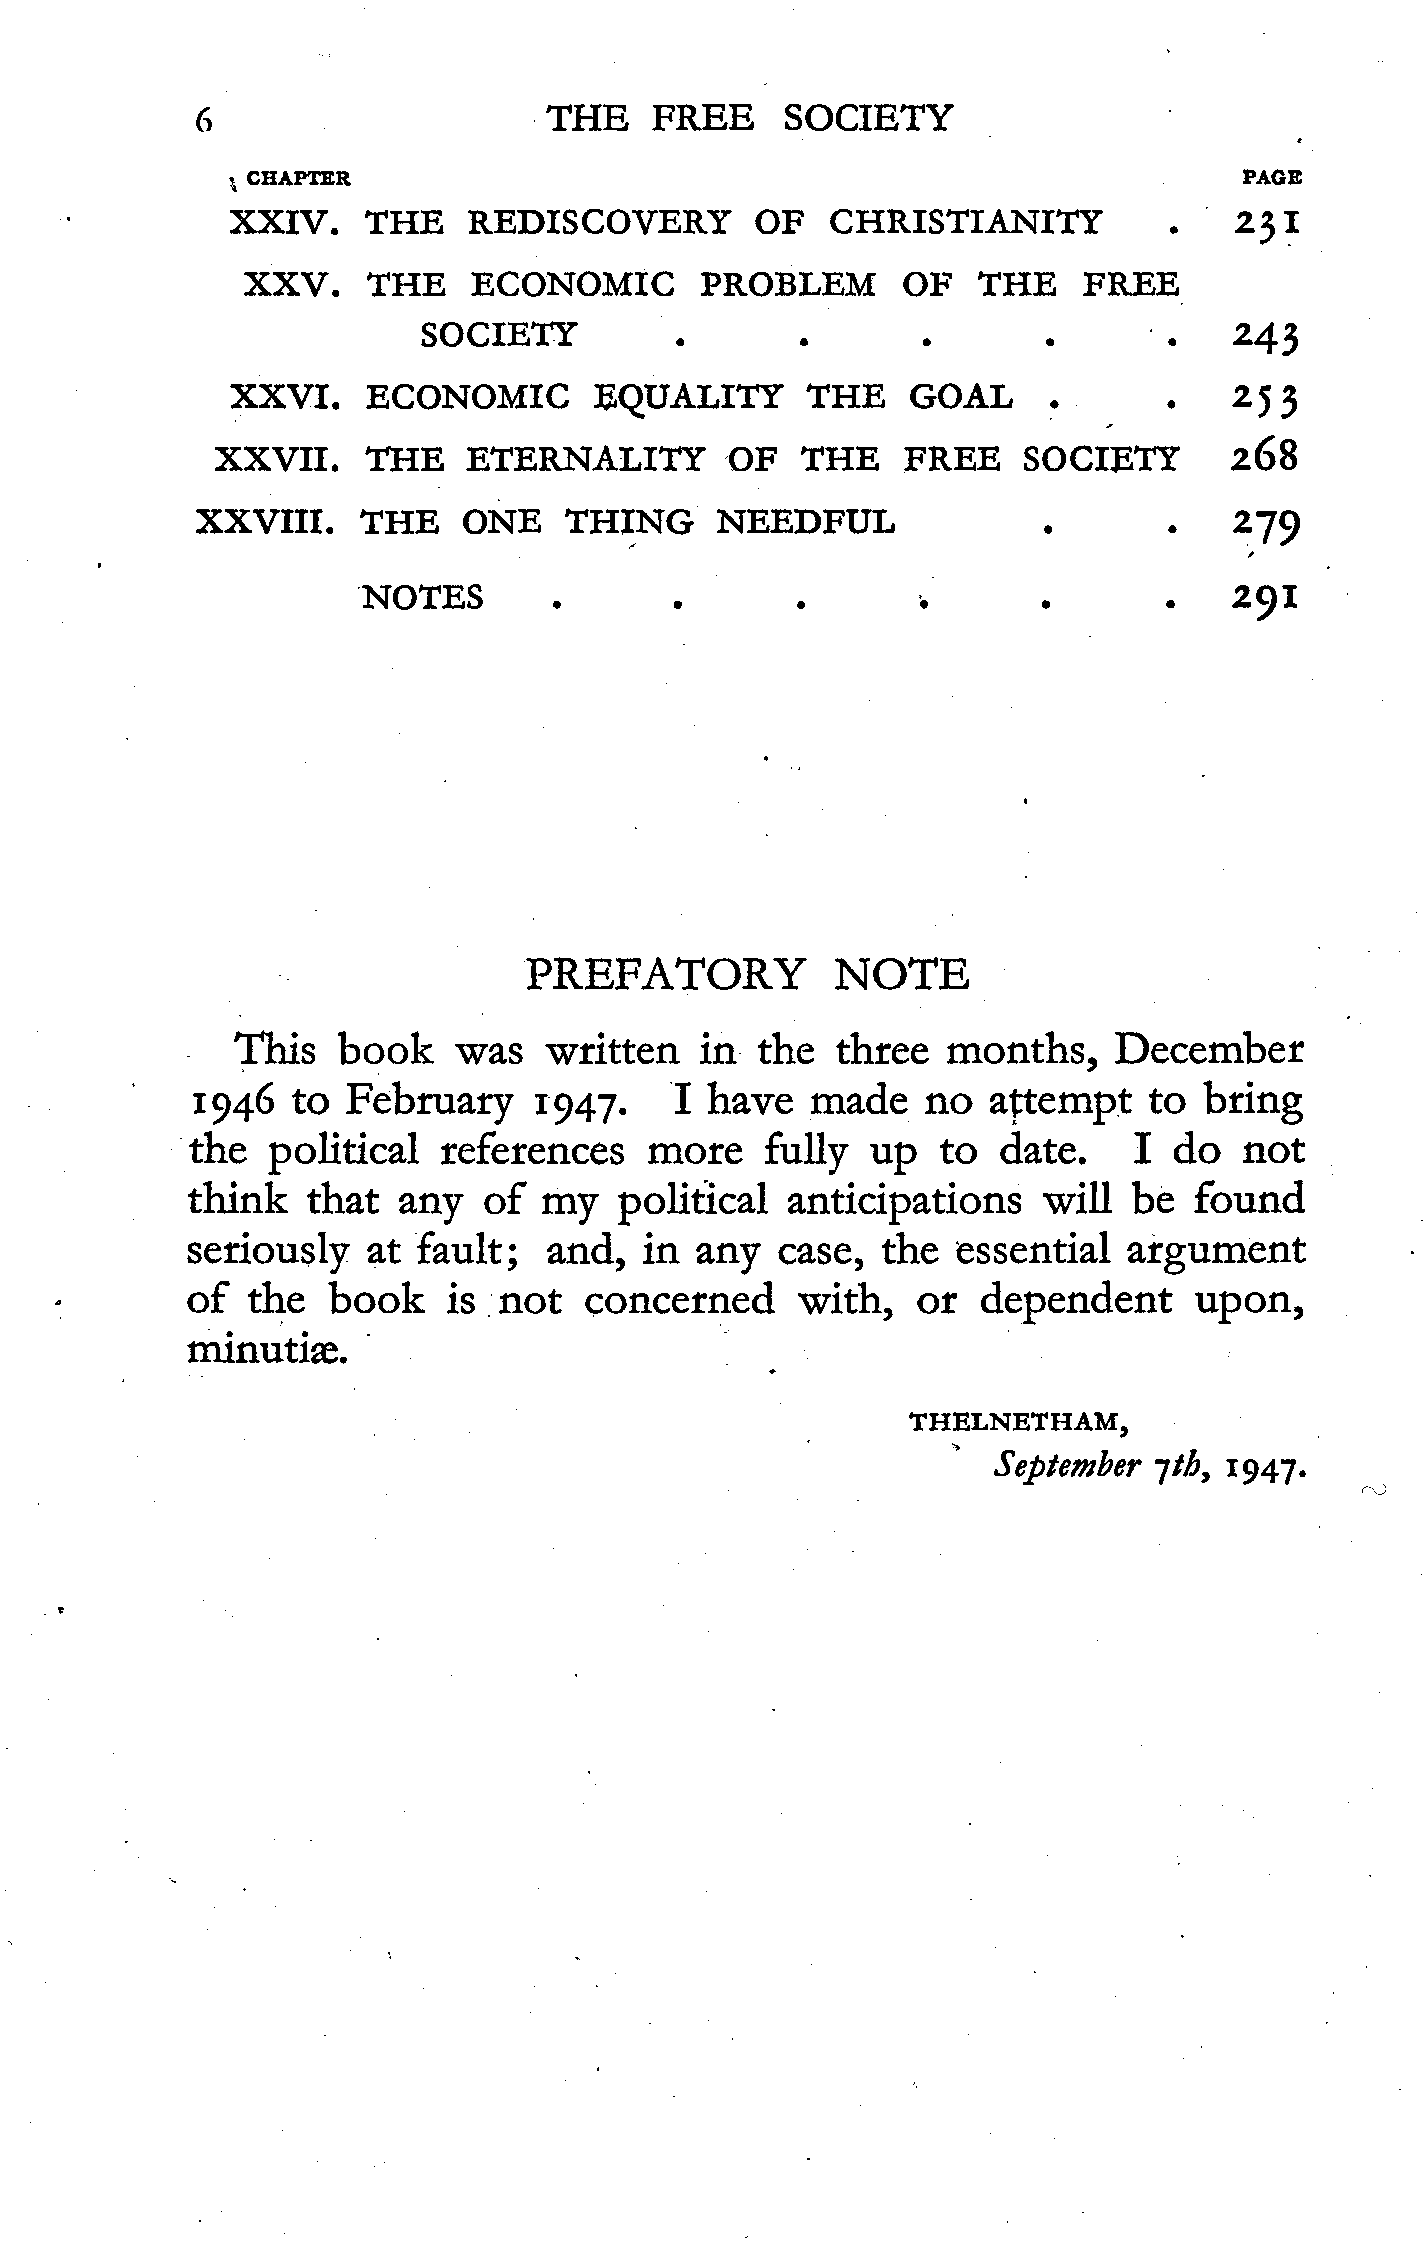 6 THE FREE SOCIETY
CHAPTER PAGE
XXIV. THE REDISCOVERY OF CHRISTIANITY . 231
XXV. THE ECONOMIC PROBLEM OF THE FREE
SOCIETY . . . . . 243
XXVI. ECONOMIC EQUALITY THE GOAL . . 253
XXVII. THE ETERNALITY OF THE FREE SOCIETY 268
XXVIII. THE ONE THING NEEDFUL . . 279
NOTES . . . . . . 291
PREFATORY NOTE
This book was written in the three months, December
1946 to February 1947. I have made no attempt to bring
the political references more fully up to date. I do not
think that any of my political anticipations will be found
seriously at fault; and, in any case, the essential argument
of the book is not concerned with, or dependent upon,
minutiæ.
THELNETHAM,
September 7th, 1947.